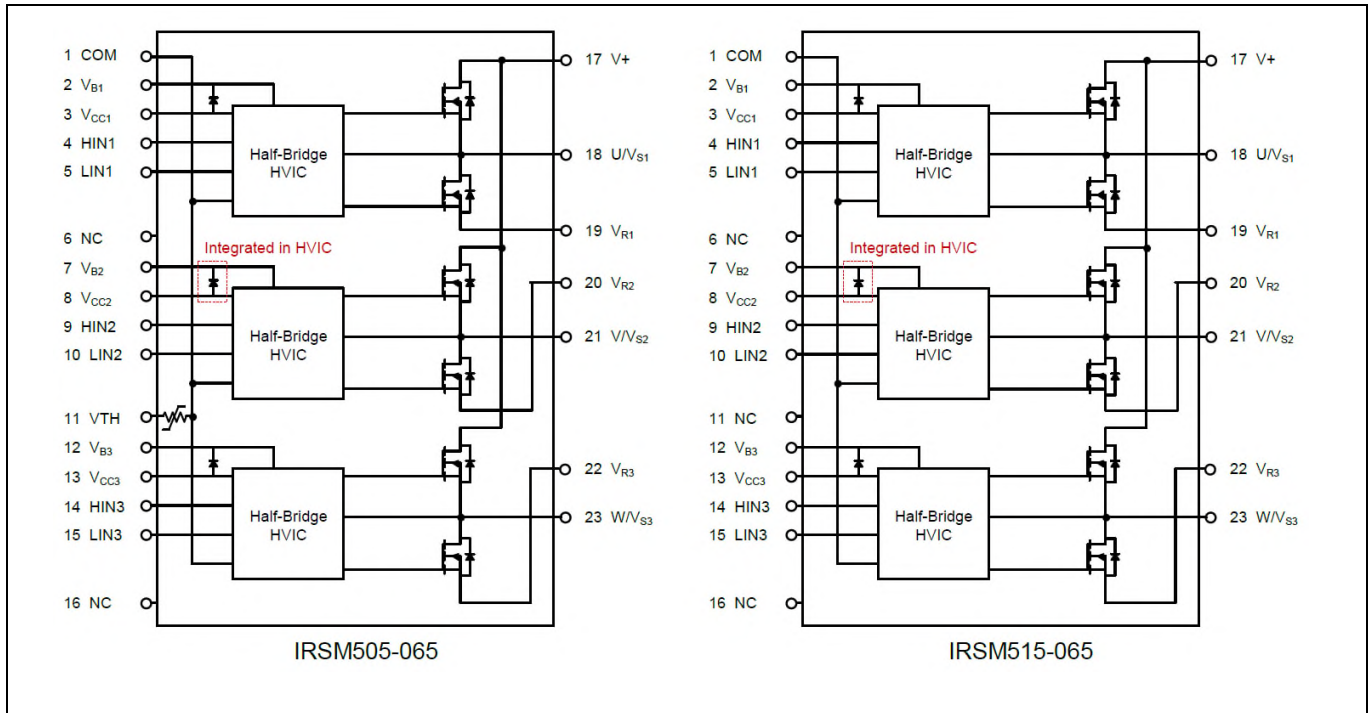 1 COM
2 VB1
3 VCC1
4 HIN1
5 LIN1
6 NC
7 VB2
8 VCC2
9 HIN2
10 LIN2
11 VTH
12 VB3
13 VCC3
14 HIN3
15 LIN3
16 NC
Half-Bridge
HVIC
Integrated in HVIC
Half-Bridge
HVIC
Half-Bridge
HVIC
17 V+
18 U/VS1
19 VR1
20 VR2
21 V/VS2
22 VR3
23 W/VS3
IRSM505-065
1 COM
2 VB1
3 VCC1
4 HIN1
5 LIN1
6 NC
7 VB2
8 VCC2
9 HIN2
10 LIN2
11 NC
12 VB3
13 VCC3
14 HIN3
15 LIN3
16 NC
Half-Bridge
HVIC
Integrated in HVIC
Half-Bridge
HVIC
Half-Bridge
HVIC
17 V+
18 U/VS1
19 VR1
20 VR2
21 V/VS2
22 VR3
23 W/VS3
IRSM515-065